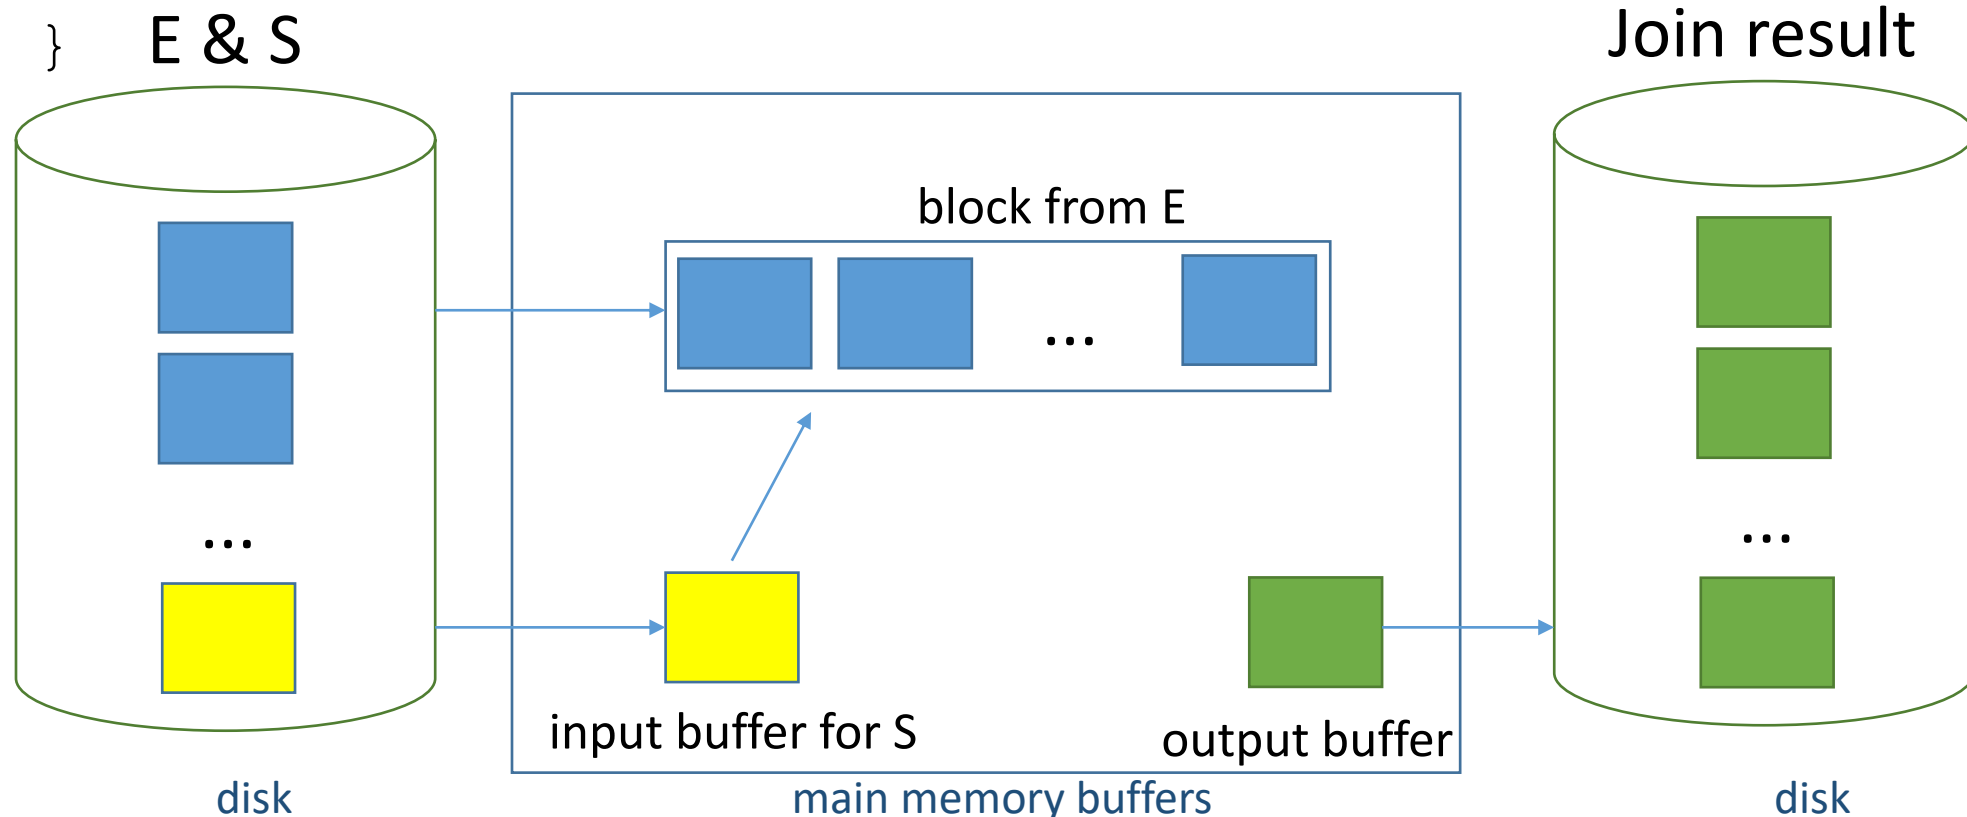 }
E & S
Join result
block from E
...
...
...
input buffer for S
output buffer
disk
main memory buffers
disk